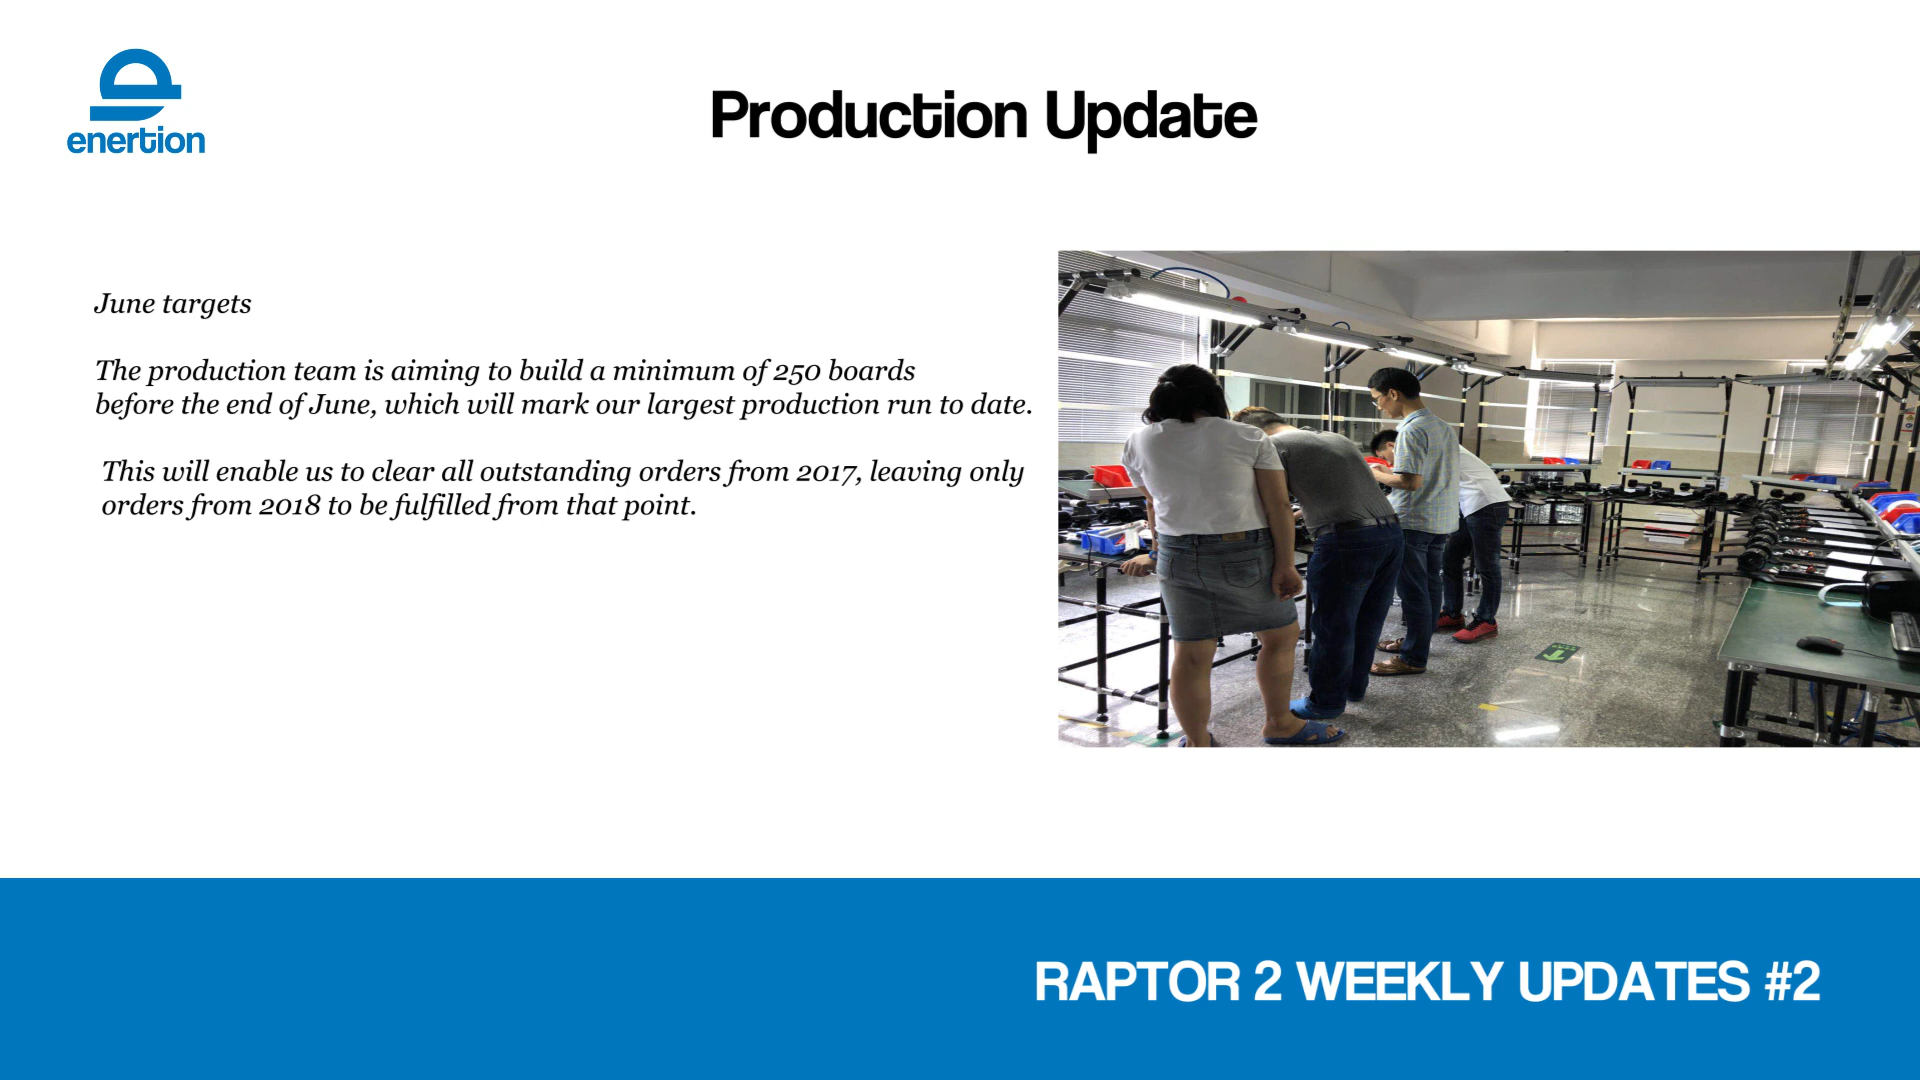 enertion
Production Update
June targets
The production team is aiming to build a minimum of 250 boards
before the end of June, which will mark our largest production run to date.
This will enable us to clear all outstanding orders from 2017, leaving only
orders from 2018 to be fulfilled from that point.
RAPTOR 2 WEEKLY UPDATES #2